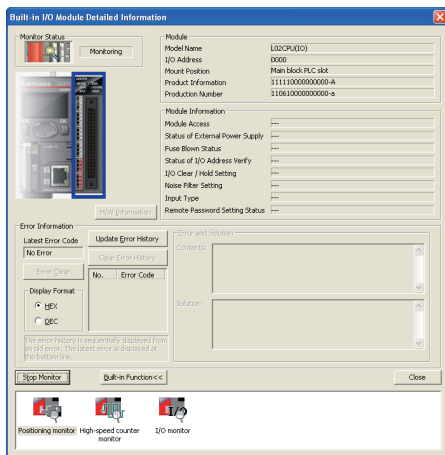 Built-in I/O Module Detailed Information
Monitor Status
Monitoring
Module
Model Name L02CPU(IO)
I/O Address 0000
Mount Position Main block PLC slot
Product Information 111110000000000-A
Production Number 110610000000000-a
Module Information
Module Access ---
Status of External Power Supply ---
Fuse Blown Status ---
Status of I/O Address Verify ---
I/O Clear / Hold Setting ---
Noise Filter Setting ---
Input Type ---
Remote Password Setting Status ---
H/W Information
Error Information
Latest Error Code
No Error
Error Clear
Display Format
HEX
DEC
Update Error History
Clear Error History
No. Error Code
The error history is sequentially displayed from
an old error. The latest error is displayed at
the bottom line.
Error and Solution
Contents:
Solution:
Stop Monitor
Built-in Function<<
Close
Positioning monitor
High-speed counter
monitor
I/O monitor